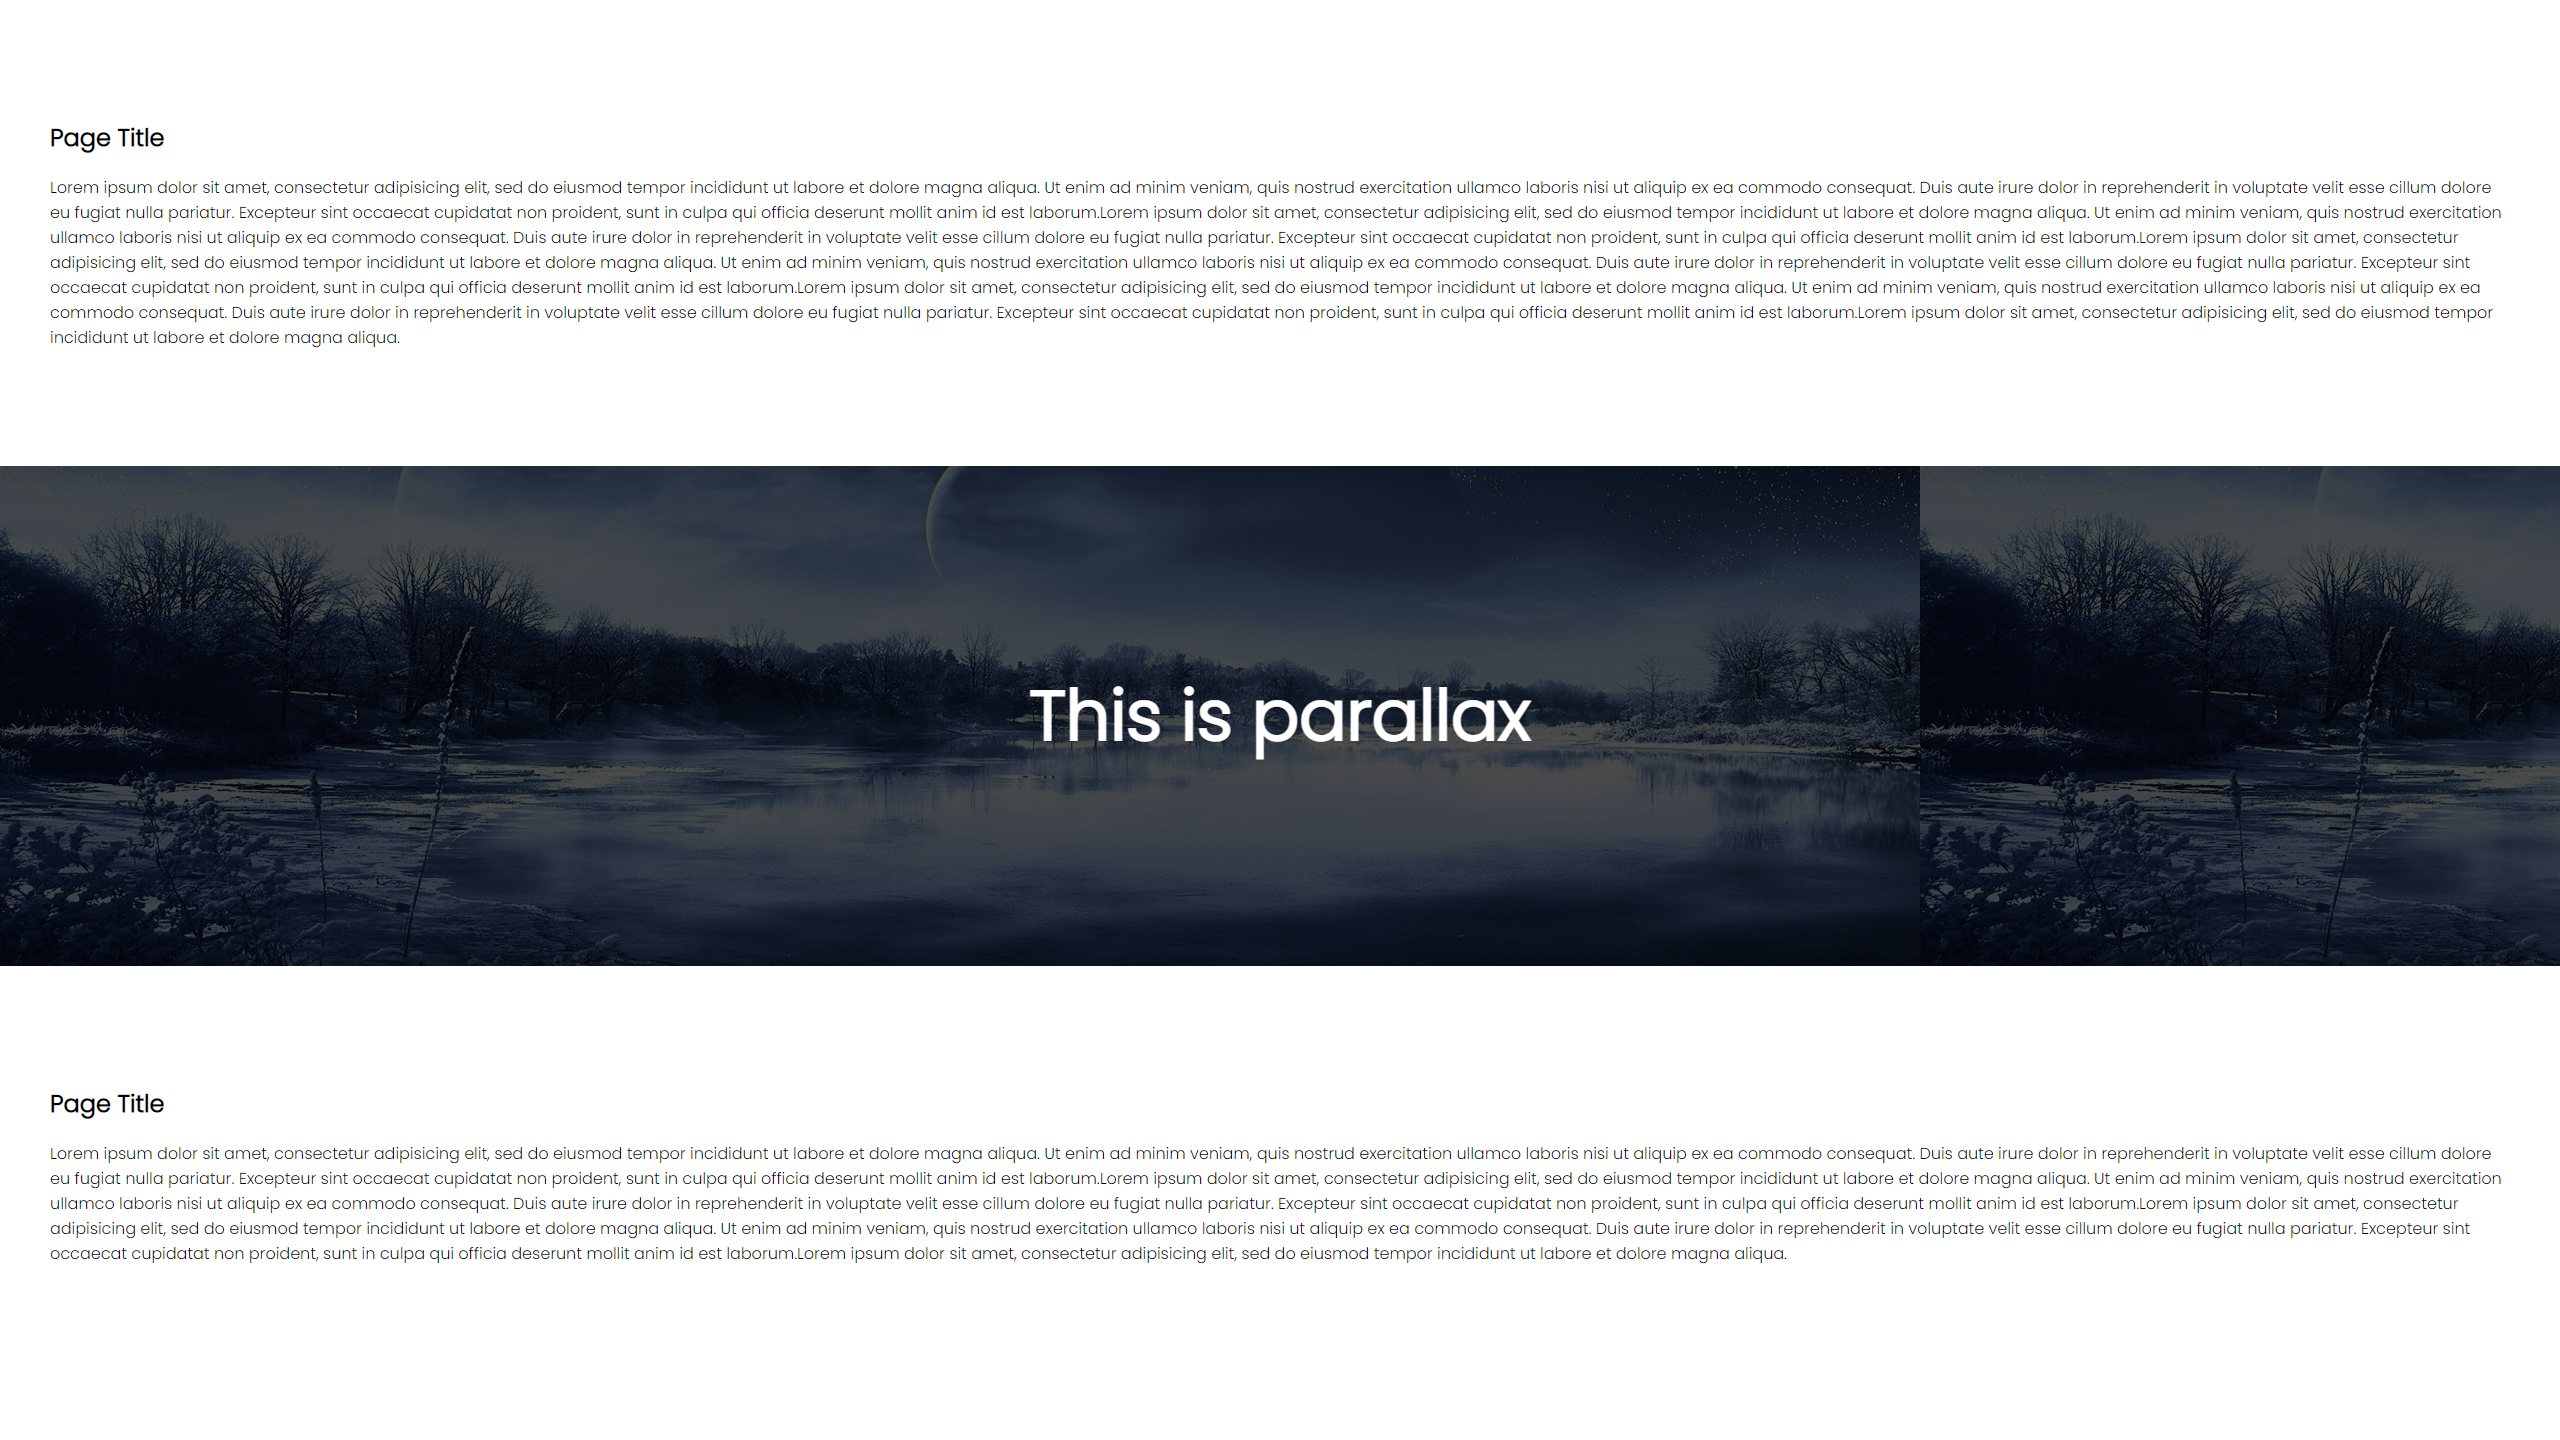 Page Title
Lorem ipsum dolor sit amet, consectetur adipisicing elit, sed do eiusmod tempor incididunt ut labore et dolore magna aliqua. Ut enim ad minim veniam, quis nostrud exercitation ullamco laboris nisi ut aliquip ex ea commodo consequat. Duis aute irure dolor in reprehenderit in voluptate velit esse cillum dolore
eu fugiat nulla pariatur. Excepteur sint occaecat cupidatat non proident, sunt in culpa qui officia deserunt mollit anim id est laborum.Lorem ipsum dolor sit amet, consectetur adipisicing elit, sed do eiusmod tempor incididunt ut labore et dolore magna aliqua. Ut enim ad minim veniam, quis nostrud exercitation
ullamco laboris nisi ut aliquip ex ea commodo consequat. Duis aute irure dolor in reprehenderit in voluptate velit esse cillum dolore eu fugiat nulla pariatur. Excepteur sint occaecat cupidatat non proident, sunt in culpa qui officia deserunt mollit anim id est laborum.Lorem ipsum dolor sit amet, consectetur
adipisicing elit, sed do eiusmod tempor incididunt ut labore et dolore magna aliqua. Ut enim ad minim veniam, quis nostrud exercitation ullamco laboris nisi ut aliquip ex ea commodo consequat. Duis aute irure dolor in reprehenderit in voluptate velit esse cillum dolore eu fugiat nulla pariatur. Excepteur sint
occaecat cupidatat non proident, sunt in culpa qui officia deserunt mollit anim id est laborum.Lorem ipsum dolor sit amet, consectetur adipisicing elit, sed do eiusmod tempor incididunt ut labore et dolore magna aliqua. Ut enim ad minim veniam, quis nostrud exercitation ullamco laboris nisi ut aliquip ex ea
commodo consequat. Duis aute irure dolor in reprehenderit in voluptate velit esse cillum dolore eu fugiat nulla pariatur. Excepteur sint occaecat cupidatat non proident, sunt in culpa qui officia deserunt mollit anim id est laborum.Lorem ipsum dolor sit amet, consectetur adipisicing elit, sed do eiusmod tempor
incididunt ut labore et dolore magna aliqua.
This is parallax
Page Title
Lorem ipsum dolor sit amet, consectetur adipisicing elit, sed do eiusmod tempor incididunt ut labore et dolore magna aliqua. Ut enim ad minim veniam, quis nostrud exercitation ullamco laboris nisi ut aliquip ex ea commodo consequat. Duis aute irure dolor in reprehenderit in voluptate velit esse cillum dolore
eu fugiat nulla pariatur. Excepteur sint occaecat cupidatat non proident, sunt in culpa qui officia deserunt mollit anim id est laborum.Lorem ipsum dolor sit amet, consectetur adipisicing elit, sed do eiusmod tempor incididunt ut labore et dolore magna aliqua. Ut enim ad minim veniam, quis nostrud exercitation
ullamco laboris nisi ut aliquip ex ea commodo consequat. Duis aute irure dolor in reprehenderit in voluptate velit esse cillum dolore eu fugiat nulla pariatur. Excepteur sint occaecat cupidatat non proident, sunt in culpa qui officia deserunt mollit anim id est laborum.Lorem ipsum dolor sit amet, consectetur
adipisicing elit, sed do eiusmod tempor incididunt ut labore et dolore magna aliqua. Ut enim ad minim veniam, quis nostrud exercitation ullamco laboris nisi ut aliquip ex ea commodo consequat. Duis aute irure dolor in reprehenderit in voluptate velit esse cillum dolore eu fugiat nulla pariatur. Excepteur sint
occaecat cupidatat non proident, sunt in culpa qui officia deserunt mollit anim id est laborum.Lorem ipsum dolor sit amet, consectetur adipisicing elit, sed do eiusmod tempor incididunt ut labore et dolore magna aliqua.